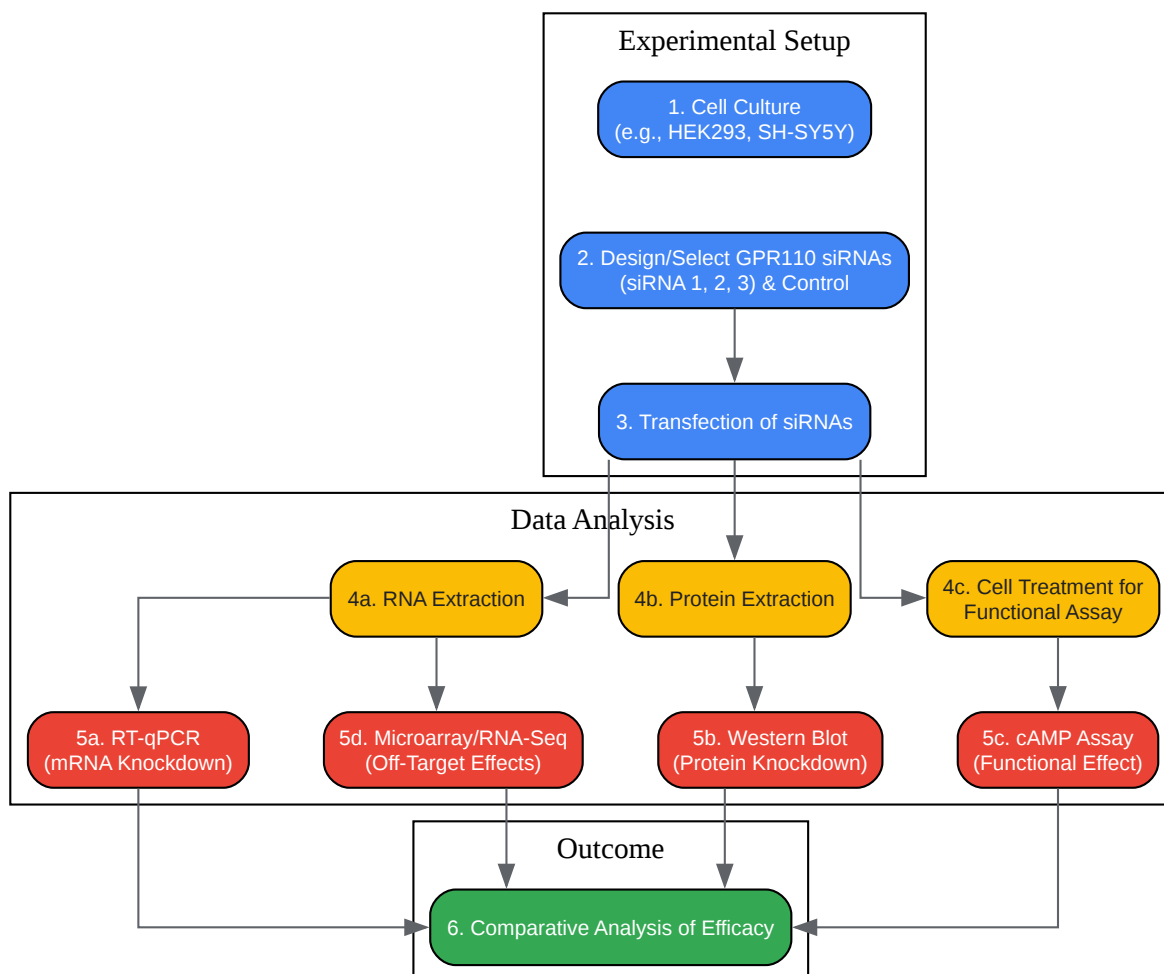 Experimental Setup
1. Cell Culture
(e.g., HEK293, SH-SY5Y)
2. Design/Select GPR110 siRNAs
(siRNA 1, 2, 3) & Control
3. Transfection of siRNAs
Data Analysis
4a. RNA Extraction
4b. Protein Extraction
4c. Cell Treatment for
Functional Assay
5a. RT-qPCR
(mRNA Knockdown)
5d. Microarray/RNA-Seq
(Off-Target Effects)
5b. Western Blot
(Protein Knockdown)
5c. cAMP Assay
(Functional Effect)
Outcome
6. Comparative Analysis of Efficacy